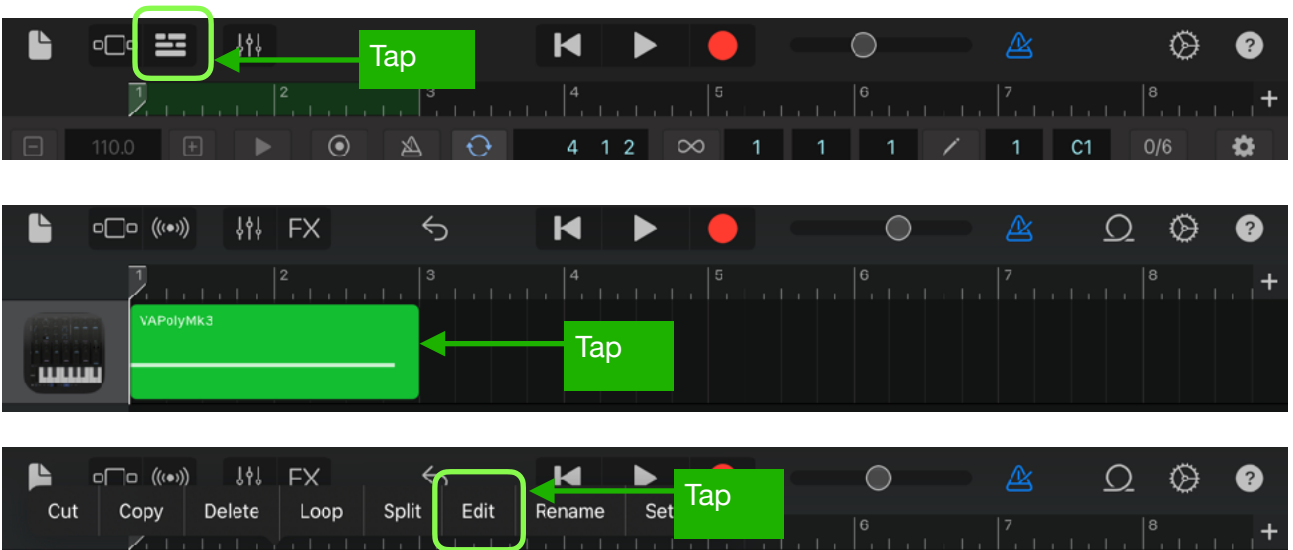 Tap
1 2 3 4 5 6 7 8 +
110.0 4 1 2 1 1 1 1 C1 0/6
FX ?
1 2 3 4 5 6 7 8 +
VAPolyMk3
Tap
FX ?
Cut Copy Delete Loop Split Edit Rename Set Tap
6 7 8 +